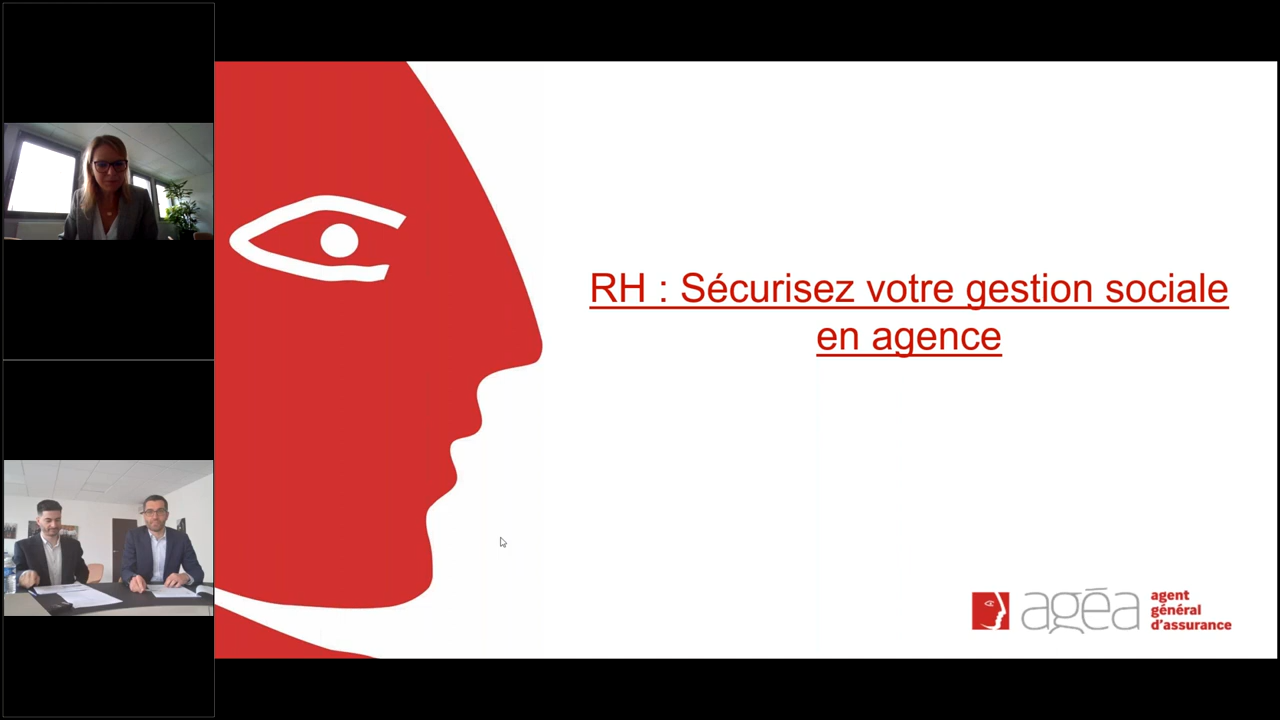 RH : Sécurisez votre gestion sociale
en agence
agéa
agent
général
d'assurance